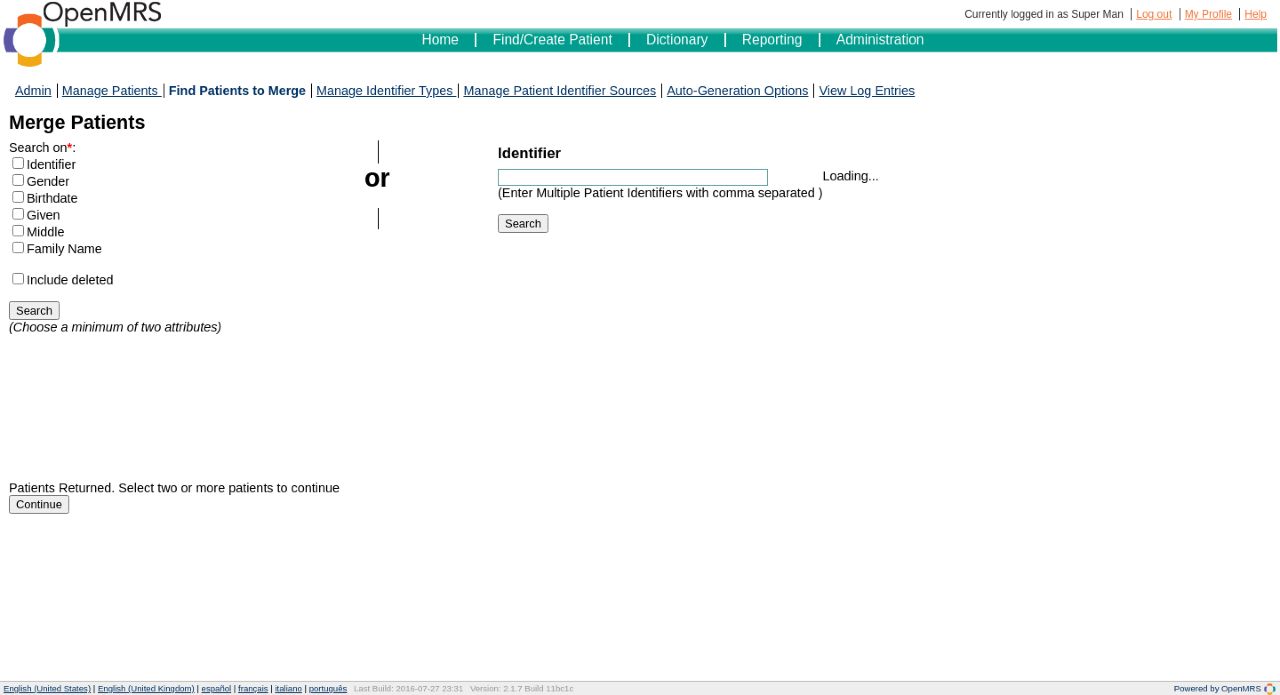 OpenMRS
Currently logged in as Super Man | Log out | My Profile | Help
Home | Find/Create Patient | Dictionary | Reporting | Administration
Admin | Manage Patients | Find Patients to Merge | Manage Identifier Types | Manage Patient Identifier Sources | Auto-Generation Options | View Log Entries
Merge Patients
Search on*:
Identifier
Gender
Birthdate
Given
Middle
Family Name
Include deleted
Search
(Choose a minimum of two attributes)
or
Identifier
Loading...
(Enter Multiple Patient Identifiers with comma separated )
Search
Patients Returned. Select two or more patients to continue
Continue
English (United States) | English (United Kingdom) | español | français | italiano | português Last Build: 2016-07-27 23:31 Version: 2.1.7 Build 11bc1c Powered by OpenMRS